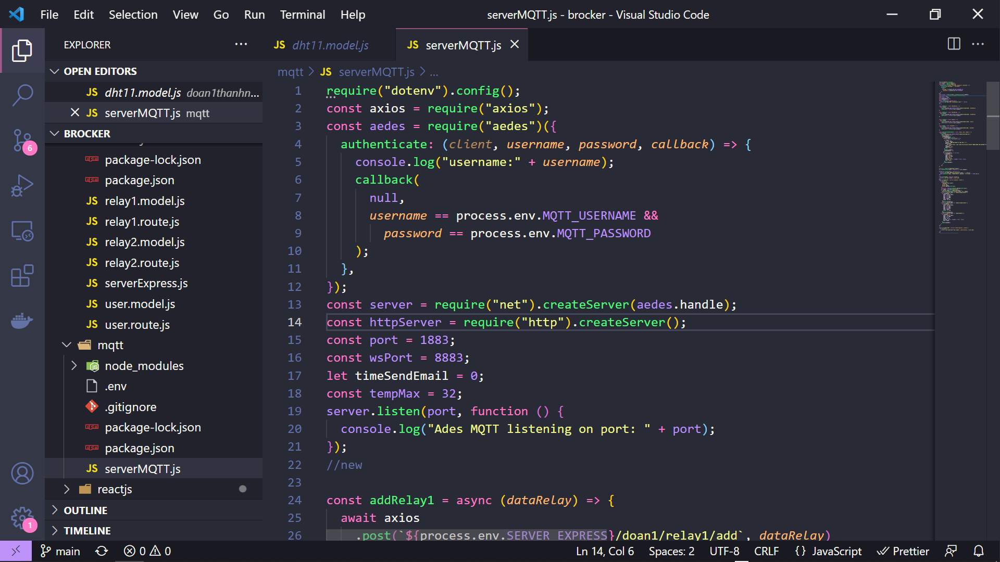 File Edit Selection View Go Run Terminal Help
serverMQTT.js - brocker - Visual Studio Code
EXPLORER
JS dht11.model.js
JS serverMQTT.js
OPEN EDITORS
JS dht11.model.js doan1thanhn...
JS serverMQTT.js mqtt
BROCKER
package-lock.json
package.json
JS relay1.model.js
JS relay1.route.js
JS relay2.model.js
JS relay2.route.js
JS serverExpress.js
JS user.model.js
JS user.route.js
mqtt
node_modules
.env
.gitignore
package-lock.json
package.json
JS serverMQTT.js
reactjs
OUTLINE
TIMELINE
6
1
mqtt > JS serverMQTT.js > ...
1 require("dotenv").config();
2 const axios = require("axios");
3 const aedes = require("aedes")({
4 authenticate: (client, username, password, callback) => {
5 console.log("username:" + username);
6 callback(
7 null,
8 username == process.env.MQTT_USERNAME &&
9 password == process.env.MQTT_PASSWORD
10 );
11 },
12 });
13 const server = require("net").createServer(aedes.handle);
14 const httpServer = require("http").createServer();
15 const port = 1883;
16 const wsPort = 8883;
17 let timeSendEmail = 0;
18 const tempMax = 32;
19 server.listen(port, function () {
20 console.log("Ades MQTT listening on port: " + port);
21 });
22 //new
23
24 const addRelay1 = async (dataRelay) => {
25 await axios
26 .post(`${process.env.SERVER_EXPRESS}/doan1/relay1/add`, dataRelay)
main 0 0
Ln 14, Col 6 Spaces: 2 UTF-8 CRLF {} JavaScript Prettier